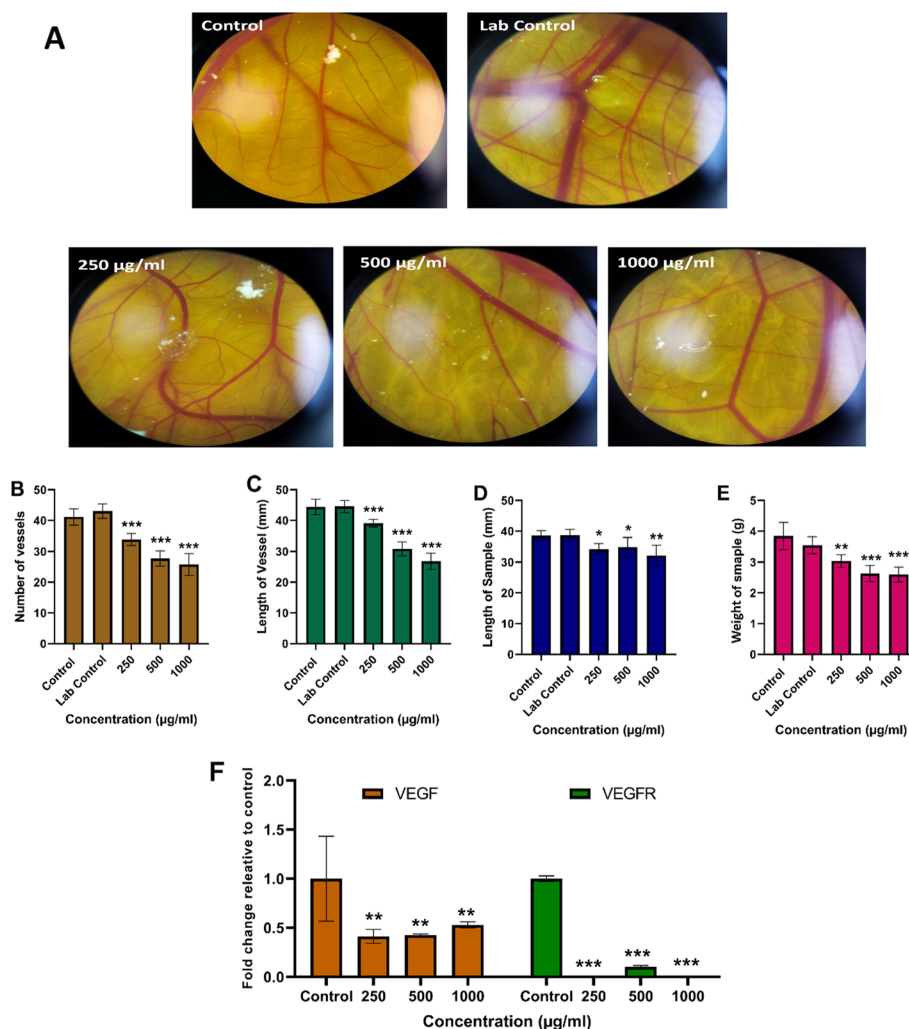 A
Control
Lab Control
250 µg/ml
500 µg/ml
1000 µg/ml
B
Number of vessels
50
40
30
20
10
0
***
***
***
Control
Lab Control
250
500
1000
Concentration (µg/ml)
C
Length of Vessel (mm)
50
40
30
20
10
0
***
***
***
Control
Lab Control
250
500
1000
Concentration (µg/ml)
D
Length of Sample (mm)
50
40
30
20
10
0
*
*
**
Control
Lab Control
250
500
1000
Concentration (µg/ml)
E
Weight of smaple (g)
5
4
3
2
1
0
**
***
***
Control
Lab Control
250
500
1000
Concentration (µg/ml)
F
Fold change releative to control
2.0
1.5
1.0
0.5
0.0
VEGF
VEGFR
**
**
**
***
***
***
Control 250 500 1000 Control 250 500 1000
Concentration (µg/ml)